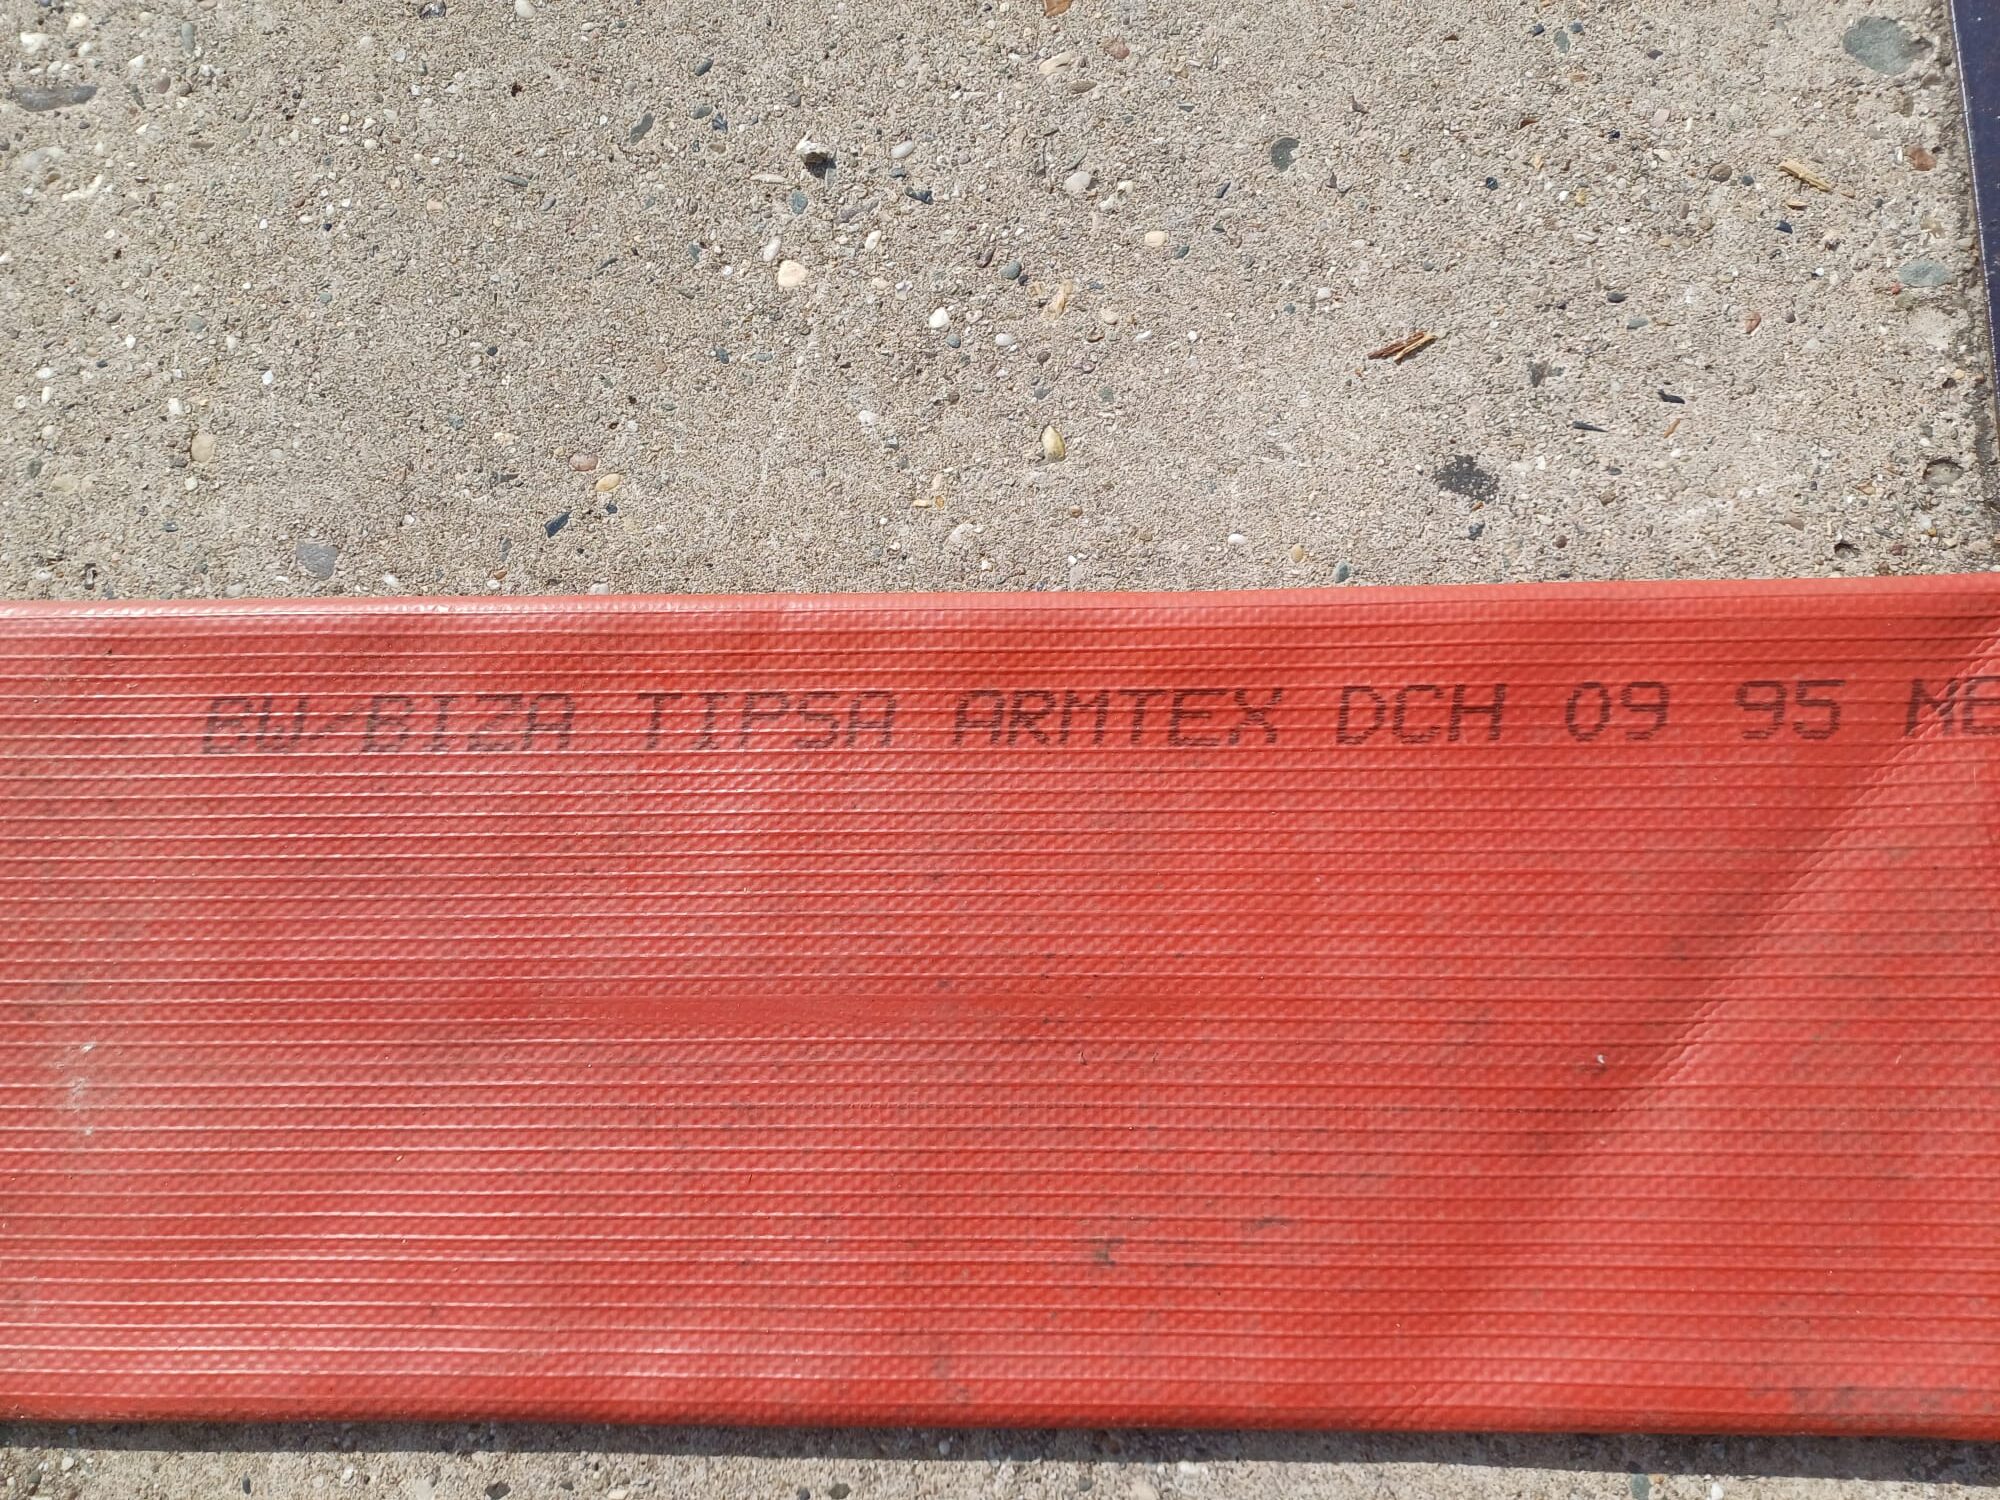 BW/BIZA TIPSA ARMTEX DCH 09 95